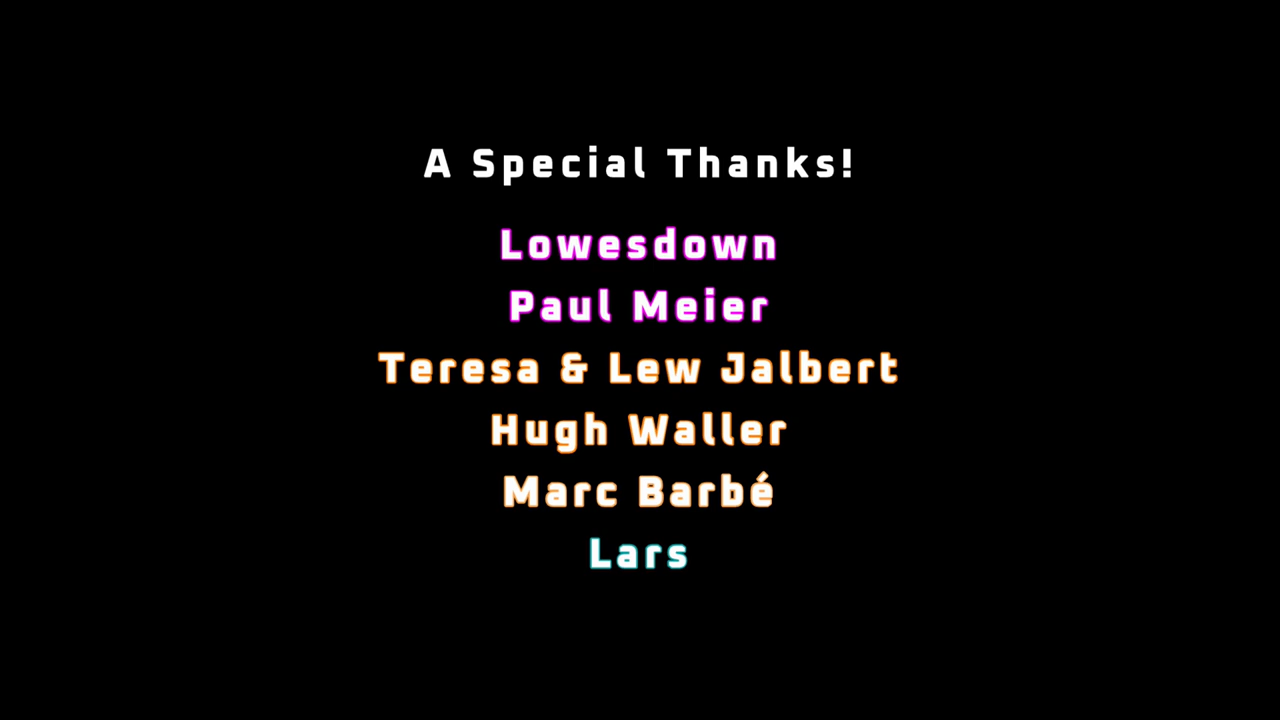 A Special Thanks!
Lowesdown
Paul Meier
Teresa & Lew Jalbert
Hugh Waller
Marc Barbé
Lars